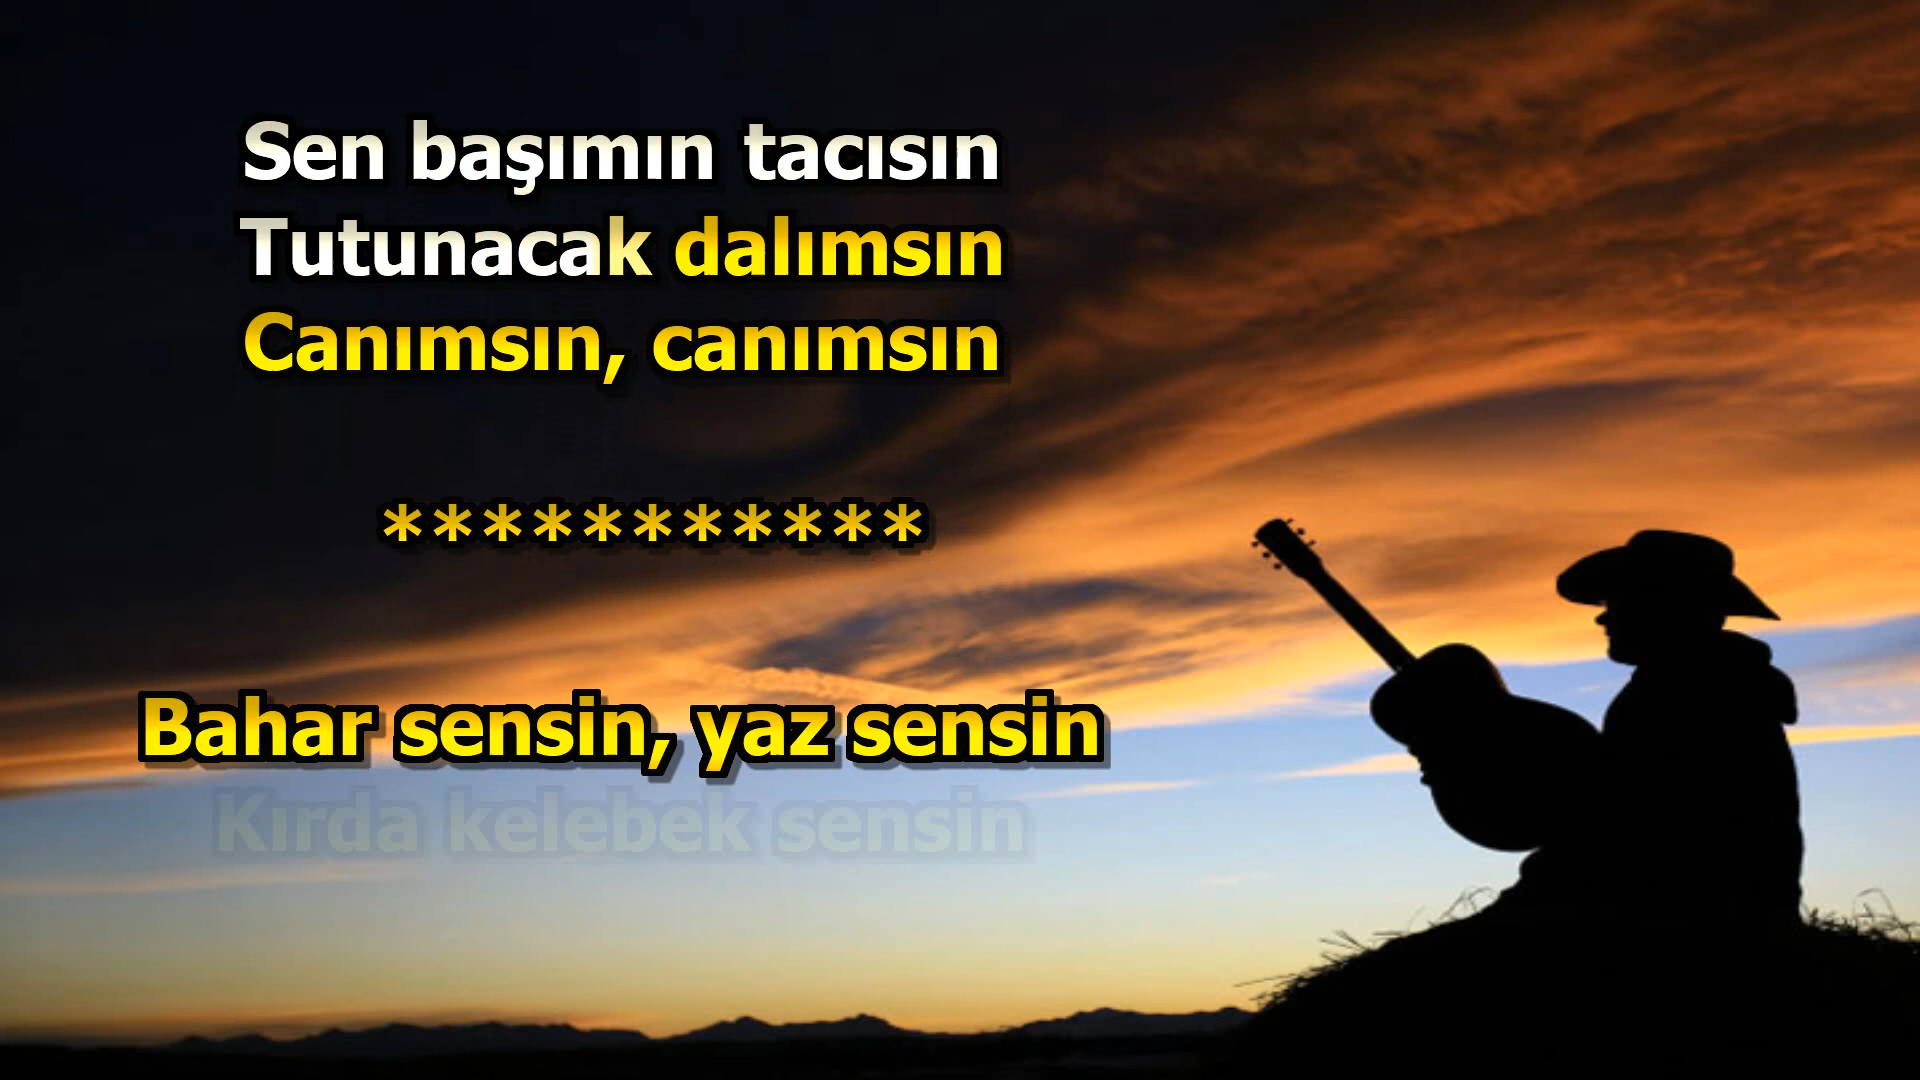 Sen başımın tacısın
Tutunacak dalımsın
Canımsın, canımsın
***********
Bahar sensin, yaz sensin
Kırda kelebek sensin